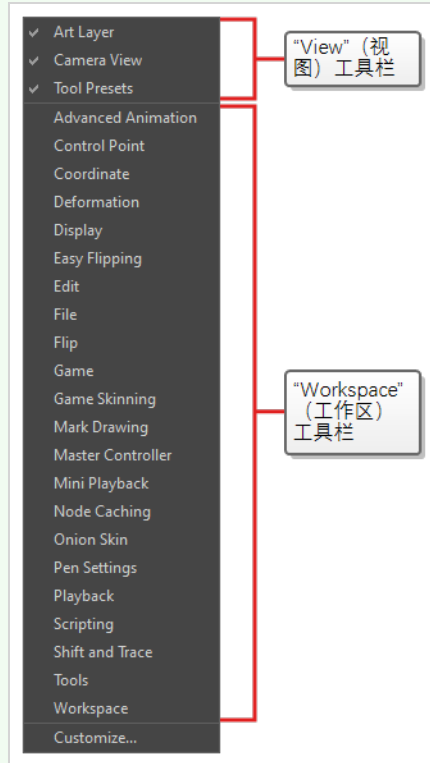 Art Layer
Camera View
Tool Presets
Advanced Animation
Control Point
Coordinate
Deformation
Display
Easy Flipping
Edit
File
Flip
Game
Game Skinning
Mark Drawing
Master Controller
Mini Playback
Node Caching
Onion Skin
Pen Settings
Playback
Scripting
Shift and Trace
Tools
Workspace
Customize...
“View”（视
图）工具栏
“Workspace”
（工作区）
工具栏